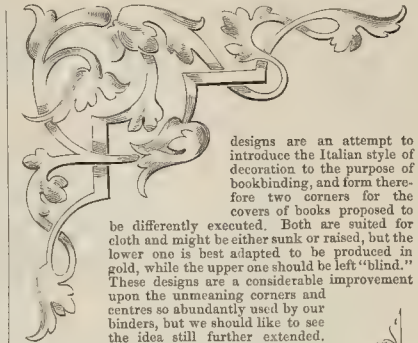 designs are an attempt to
introduce the Italian style of
decoration to the purpose of
bookbinding, and form there-
fore two corners for the
covers of books proposed to
be differently executed. Both are suited for
cloth and might be either sunk or raised, but the
lower one is best adapted to be produced in
gold, while the upper one should be left "blind."
These designs are a considerable improvement
upon the unmeaning corners and
centres so abundantly used by our
binders, but we should like to see
the idea still further extended,